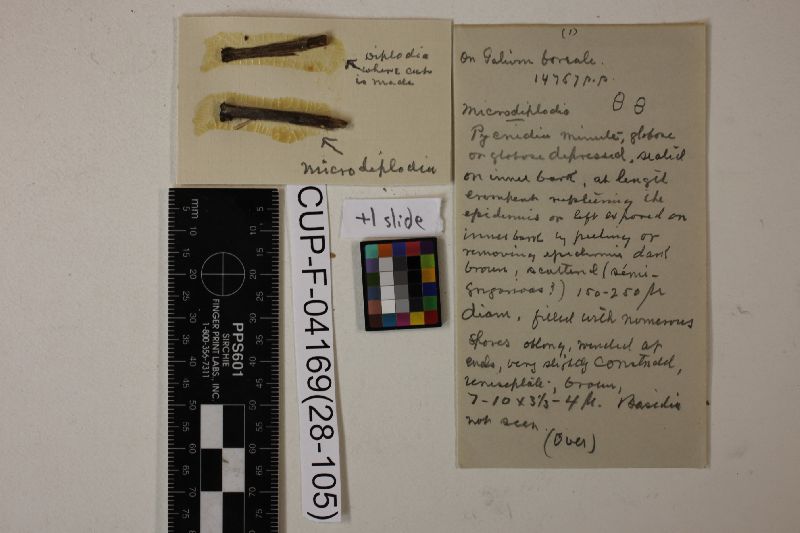 Diplodia
where cut
is made
Microdiplodia
(1)
On Galium boreale.
14767 p.p.
Microdiplodia
Pycnidia minute, globose
or globose depressed, seated
on inner bark, at length
erumpent rupturing the
epidermis or left exposed on
inner bark by peeling or
removing epidermis dark
brown, scattered (semi-
gregarious?) 150-250 µ
diam, filled with numerous
spores oblong, rounded at
ends, very slightly constricted,
uniseptate, brown,
7-10 x 3½-4 µ. Basidia
not seen
(Over)
+1 slide
CUP-F-04169(28-105)
mm
PPS601
SIRCHIE
FINGER PRINT LABS, INC.
1-800-356-7311